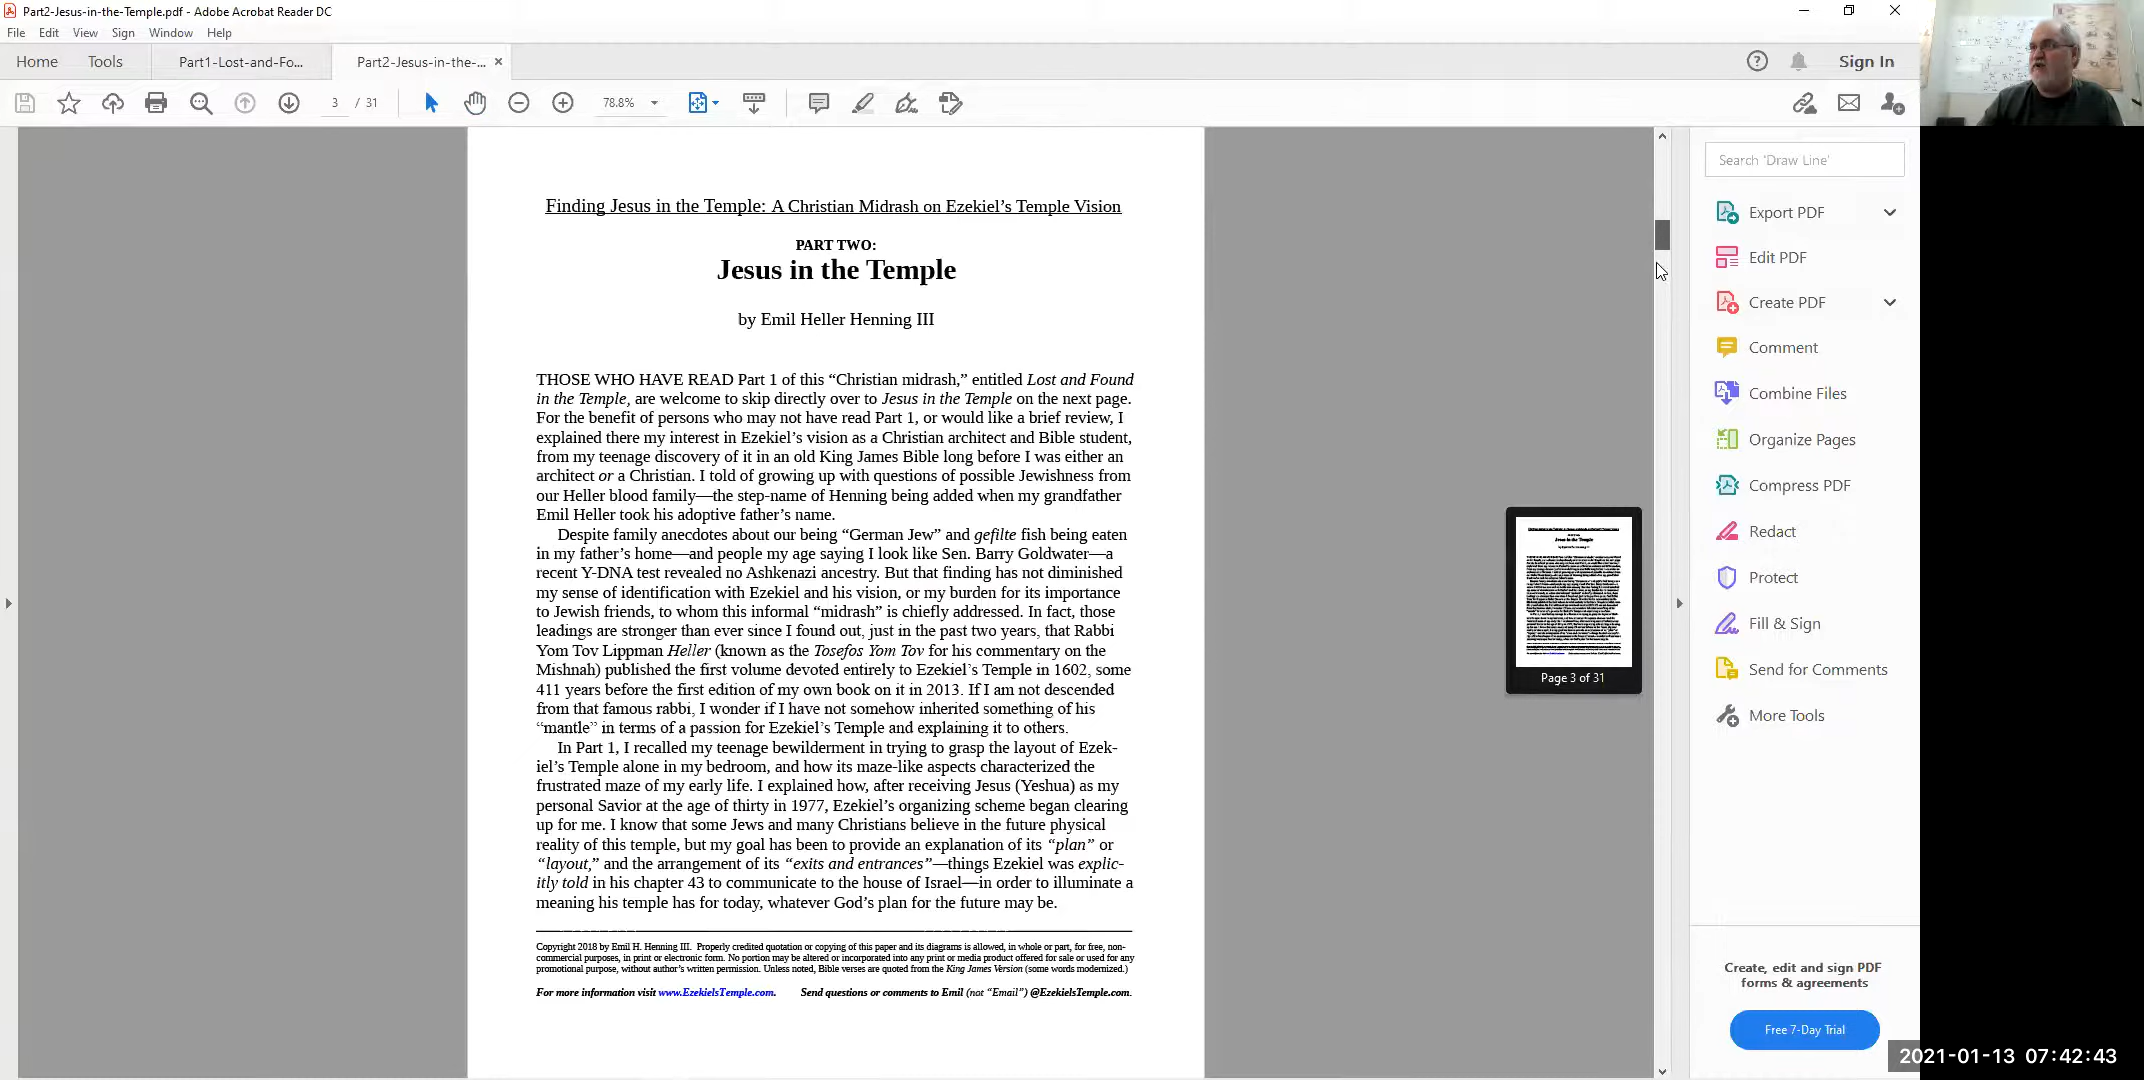 Part2-Jesus-in-the-Temple.pdf - Adobe Acrobat Reader DC
File Edit View Sign Window Help
Home Tools Part1-Lost-and-Fo... Part2-Jesus-in-the-... × Sign In
3 / 31 78.8%
Finding Jesus in the Temple: A Christian Midrash on Ezekiel’s Temple Vision
PART TWO:
Jesus in the Temple
by Emil Heller Henning III
THOSE WHO HAVE READ Part 1 of this “Christian midrash,” entitled Lost and Found
in the Temple, are welcome to skip directly over to Jesus in the Temple on the next page.
For the benefit of persons who may not have read Part 1, or would like a brief review, I
explained there my interest in Ezekiel’s vision as a Christian architect and Bible student,
from my teenage discovery of it in an old King James Bible long before I was either an
architect or a Christian. I told of growing up with questions of possible Jewishness from
our Heller blood family—the step-name of Henning being added when my grandfather
Emil Heller took his adoptive father’s name.
Despite family anecdotes about our being “German Jew” and gefilte fish being eaten
in my father’s home—and people my age saying I look like Sen. Barry Goldwater—a
recent Y-DNA test revealed no Ashkenazi ancestry. But that finding has not diminished
my sense of identification with Ezekiel and his vision, or my burden for its importance
to Jewish friends, to whom this informal “midrash” is chiefly addressed. In fact, those
leadings are stronger than ever since I found out, just in the past two years, that Rabbi
Yom Tov Lippman Heller (known as the Tosefos Yom Tov for his commentary on the
Mishnah) published the first volume devoted entirely to Ezekiel’s Temple in 1602, some
411 years before the first edition of my own book on it in 2013. If I am not descended
from that famous rabbi, I wonder if I have not somehow inherited something of his
“mantle” in terms of a passion for Ezekiel’s Temple and explaining it to others.
In Part 1, I recalled my teenage bewilderment in trying to grasp the layout of Ezek-
iel’s Temple alone in my bedroom, and how its maze-like aspects characterized the
frustrated maze of my early life. I explained how, after receiving Jesus (Yeshua) as my
personal Savior at the age of thirty in 1977, Ezekiel’s organizing scheme began clearing
up for me. I know that some Jews and many Christians believe in the future physical
reality of this temple, but my goal has been to provide an explanation of its “plan” or
“layout,” and the arrangement of its “exits and entrances”—things Ezekiel was explic-
itly told in his chapter 43 to communicate to the house of Israel—in order to illuminate a
meaning his temple has for today, whatever God’s plan for the future may be.
Copyright 2018 by Emil H. Henning III. Properly credited quotation or copying of this paper and its diagrams is allowed, in whole or part, for free, non-
commercial purposes, in print or electronic form. No portion may be altered or incorporated into any print or media product offered for sale or used for any
promotional purpose, without author’s written permission. Unless noted, Bible verses are quoted from the King James Version (some words modernized.)
For more information visit www.EzekielsTemple.com. Send questions or comments to Emil (not “Email”) @EzekielsTemple.com.
Page 3 of 31
Search 'Draw Line'
Export PDF
Edit PDF
Create PDF
Comment
Combine Files
Organize Pages
Compress PDF
Redact
Protect
Fill & Sign
Send for Comments
More Tools
Create, edit and sign PDF
forms & agreements
Free 7-Day Trial
2021-01-13 07:42:43